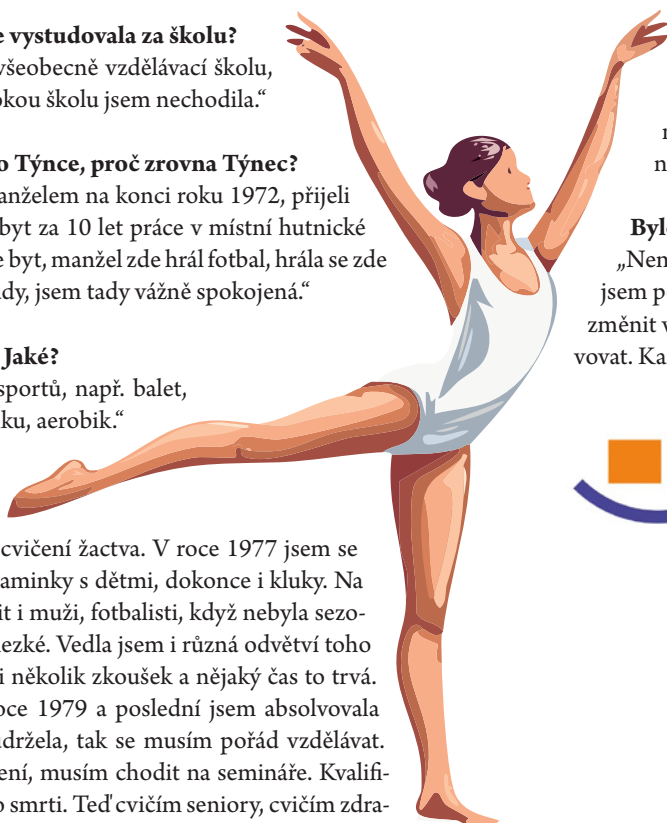 e vystudovala za školu?
všeobecně vzdělávací školu,
okou školu jsem nechodila.“
o Týnce, proč zrovna Týnec?
anželem na konci roku 1972, přijeli
byt za 10 let práce v místní hutnické
e byt, manžel zde hrál fotbal, hrála se zde
dy, jsem tady vážně spokojená.“
Jaké?
sportů, např. balet,
ku, aerobik.“
cvičení žactva. V roce 1977 jsem se
aminky s dětmi, dokonce i kluky. Na
it i muži, fotbalisti, když nebyla sezo-
ezké. Vedla jsem i různá odvětví toho
i několik zkoušek a nějaký čas to trvá.
oce 1979 a poslední jsem absolvovala
udržela, tak se musím pořád vzdělávat.
ení, musím chodit na semináře. Kvalifi-
o smrti. Teď cvičím seniory, cvičím zdra-
n
Byl
„Nem
jsem p
změnit v
vovat. Ka